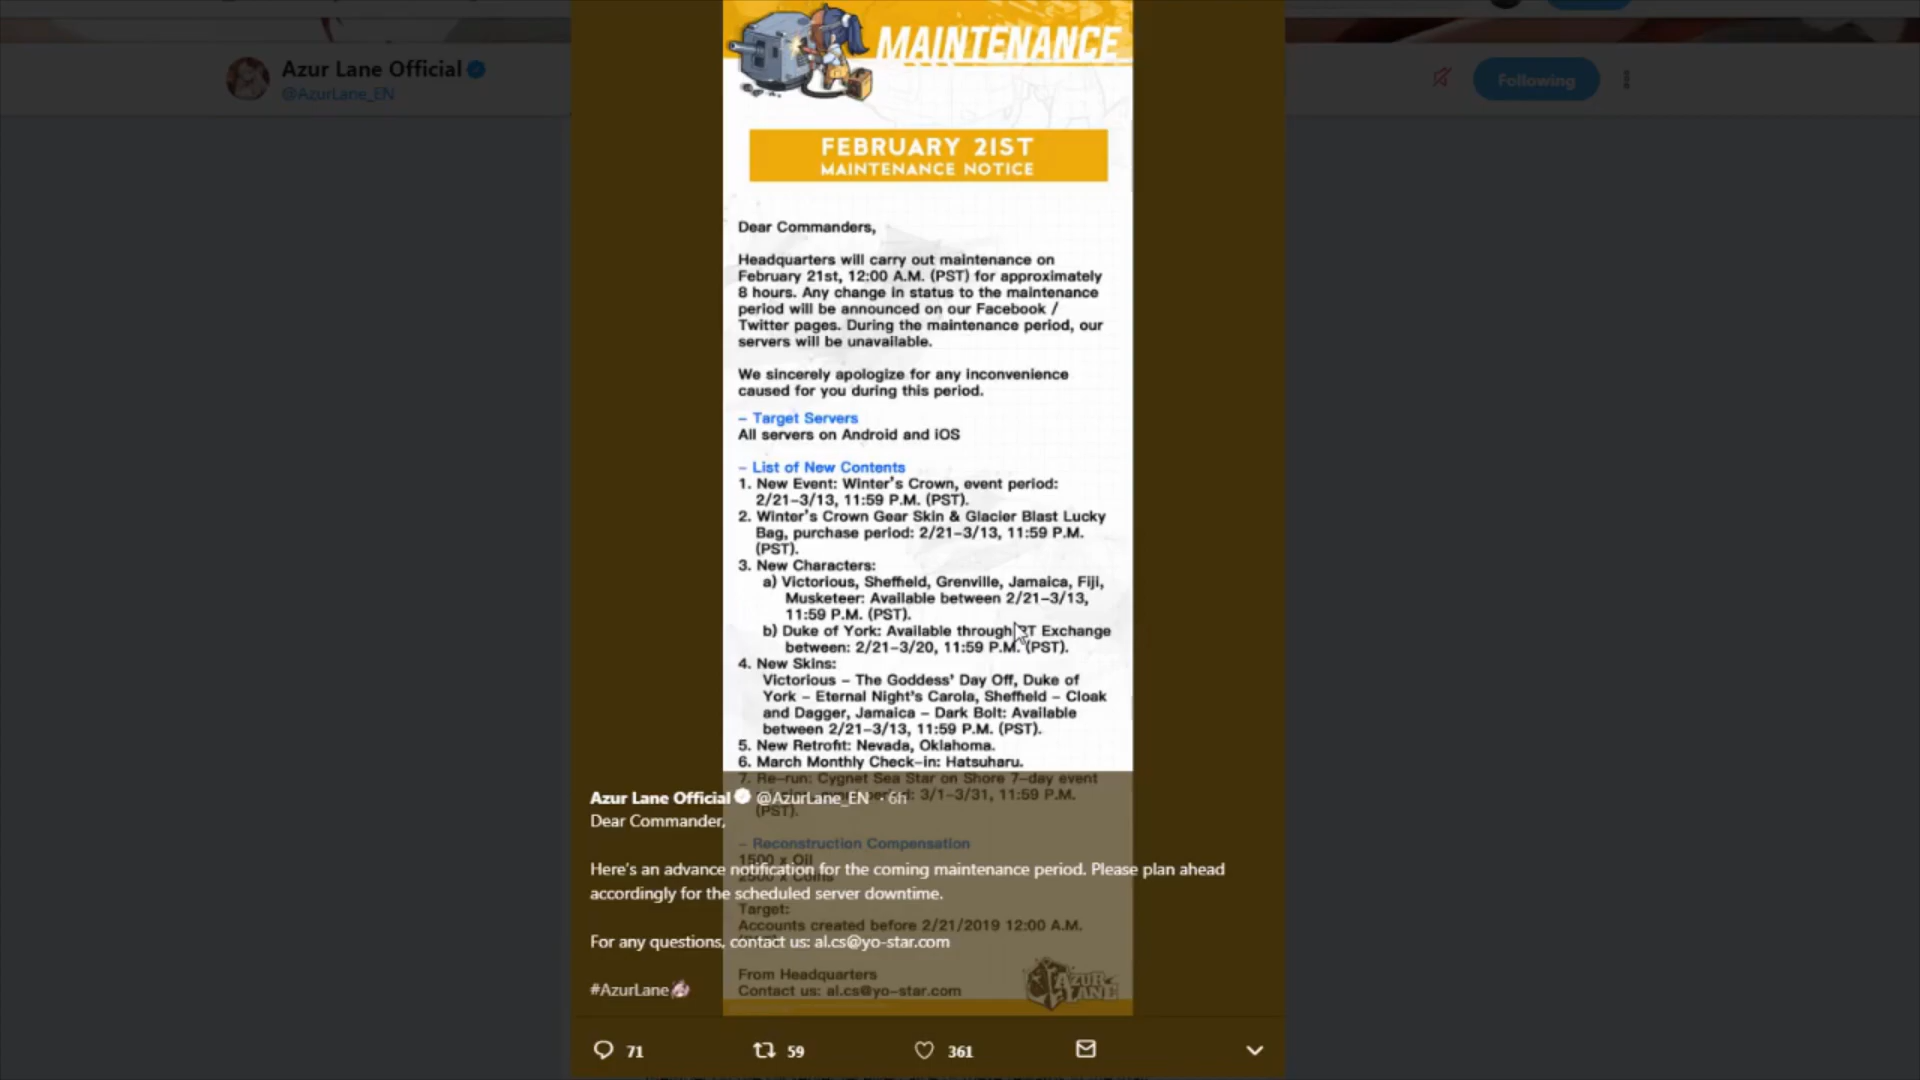 Azur Lane Official
@AzurLane_EN
Following
MAINTENANCE
FEBRUARY 21ST
MAINTENANCE NOTICE
Dear Commanders,
Headquarters will carry out maintenance on
February 21st, 12:00 A.M. (PST) for approximately
8 hours. Any change in status to the maintenance
period will be announced on our Facebook /
Twitter pages. During the maintenance period, our
servers will be unavailable.
We sincerely apologize for any inconvenience
caused for you during this period.
– Target Servers
All servers on Android and iOS
– List of New Contents
1. New Event: Winter's Crown, event period:
2/21–3/13, 11:59 P.M. (PST).
2. Winter's Crown Gear Skin & Glacier Blast Lucky
Bag, purchase period: 2/21–3/13, 11:59 P.M.
(PST).
3. New Characters:
a) Victorious, Sheffield, Grenville, Jamaica, Fiji,
Musketeer: Available between 2/21–3/13,
11:59 P.M. (PST).
b) Duke of York: Available through PT Exchange
between: 2/21–3/20, 11:59 P.M. (PST).
4. New Skins:
Victorious – The Goddess' Day Off, Duke of
York – Eternal Night's Carola, Sheffield – Cloak
and Dagger, Jamaica – Dark Bolt: Available
between 2/21–3/13, 11:59 P.M. (PST).
5. New Retrofit: Nevada, Oklahoma.
6. March Monthly Check-in: Hatsuharu.
7. Re-run: Cygnet Sea Star on Shore 7-day event
3/1–3/31, 11:59 P.M.
(PST).
– Reconstruction Compensation
1500 x Oil
2500 x Coins
Target:
Accounts created before 2/21/2019 12:00 A.M.
From Headquarters
Contact us: al.cs@yo-star.com
AZUR
LANE
Azur Lane Official @AzurLane_EN · 6h
Dear Commander,
Here's an advance notification for the coming maintenance period. Please plan ahead
accordingly for the scheduled server downtime.
For any questions, contact us: al.cs@yo-star.com
#AzurLane
71
59
361